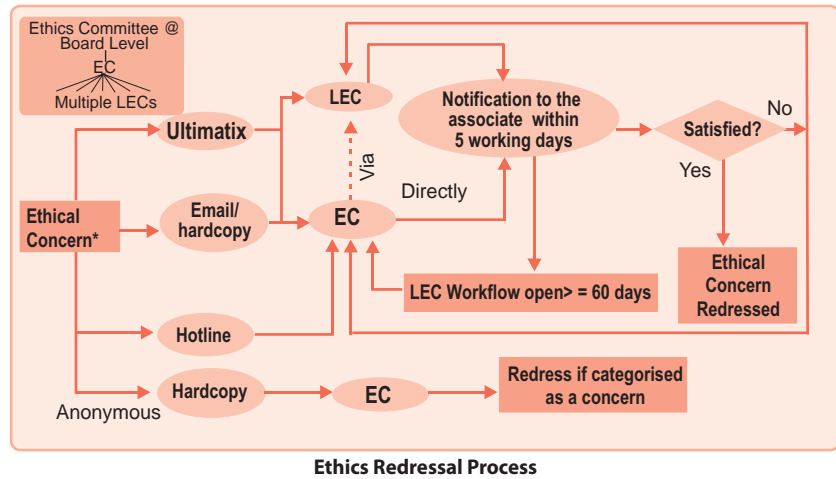 Ethics Committee @
Board Level
EC
Multiple LECs
Ultimatix
LEC
Notification to the
associate within
5 working days
Satisfied?
No
Yes
Via
Directly
Ethical
Concern*
Email/
hardcopy
EC
LEC Workflow open> = 60 days
Ethical
Concern
Redressed
Hotline
Anonymous
Hardcopy
EC
Redress if categorised
as a concern
Ethics Redressal Process